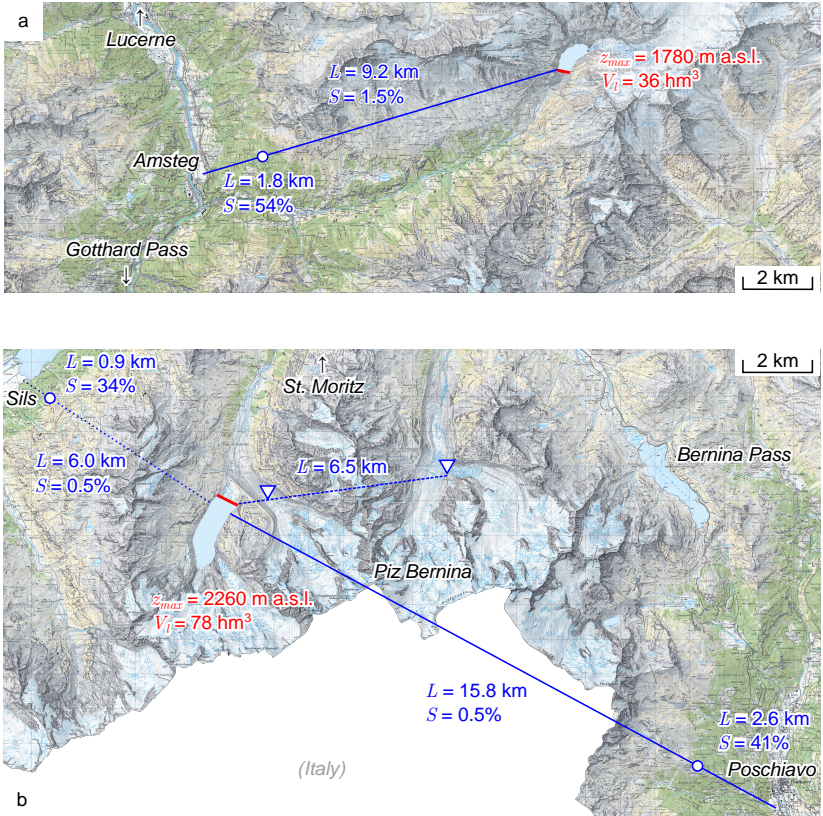 a
↑
Lucerne
L = 9.2 km
S = 1.5%
z_max = 1780 m a.s.l.
V_l = 36 hm³
Amsteg
L = 1.8 km
S = 54%
Gotthard Pass
↓
2 km
L = 0.9 km
S = 34%
Sils
↑
St. Moritz
2 km
L = 6.0 km
S = 0.5%
L = 6.5 km
Bernina Pass
Piz Bernina
z_max = 2260 m a.s.l.
V_l = 78 hm³
L = 15.8 km
S = 0.5%
L = 2.6 km
S = 41%
Poschiavo
(Italy)
b